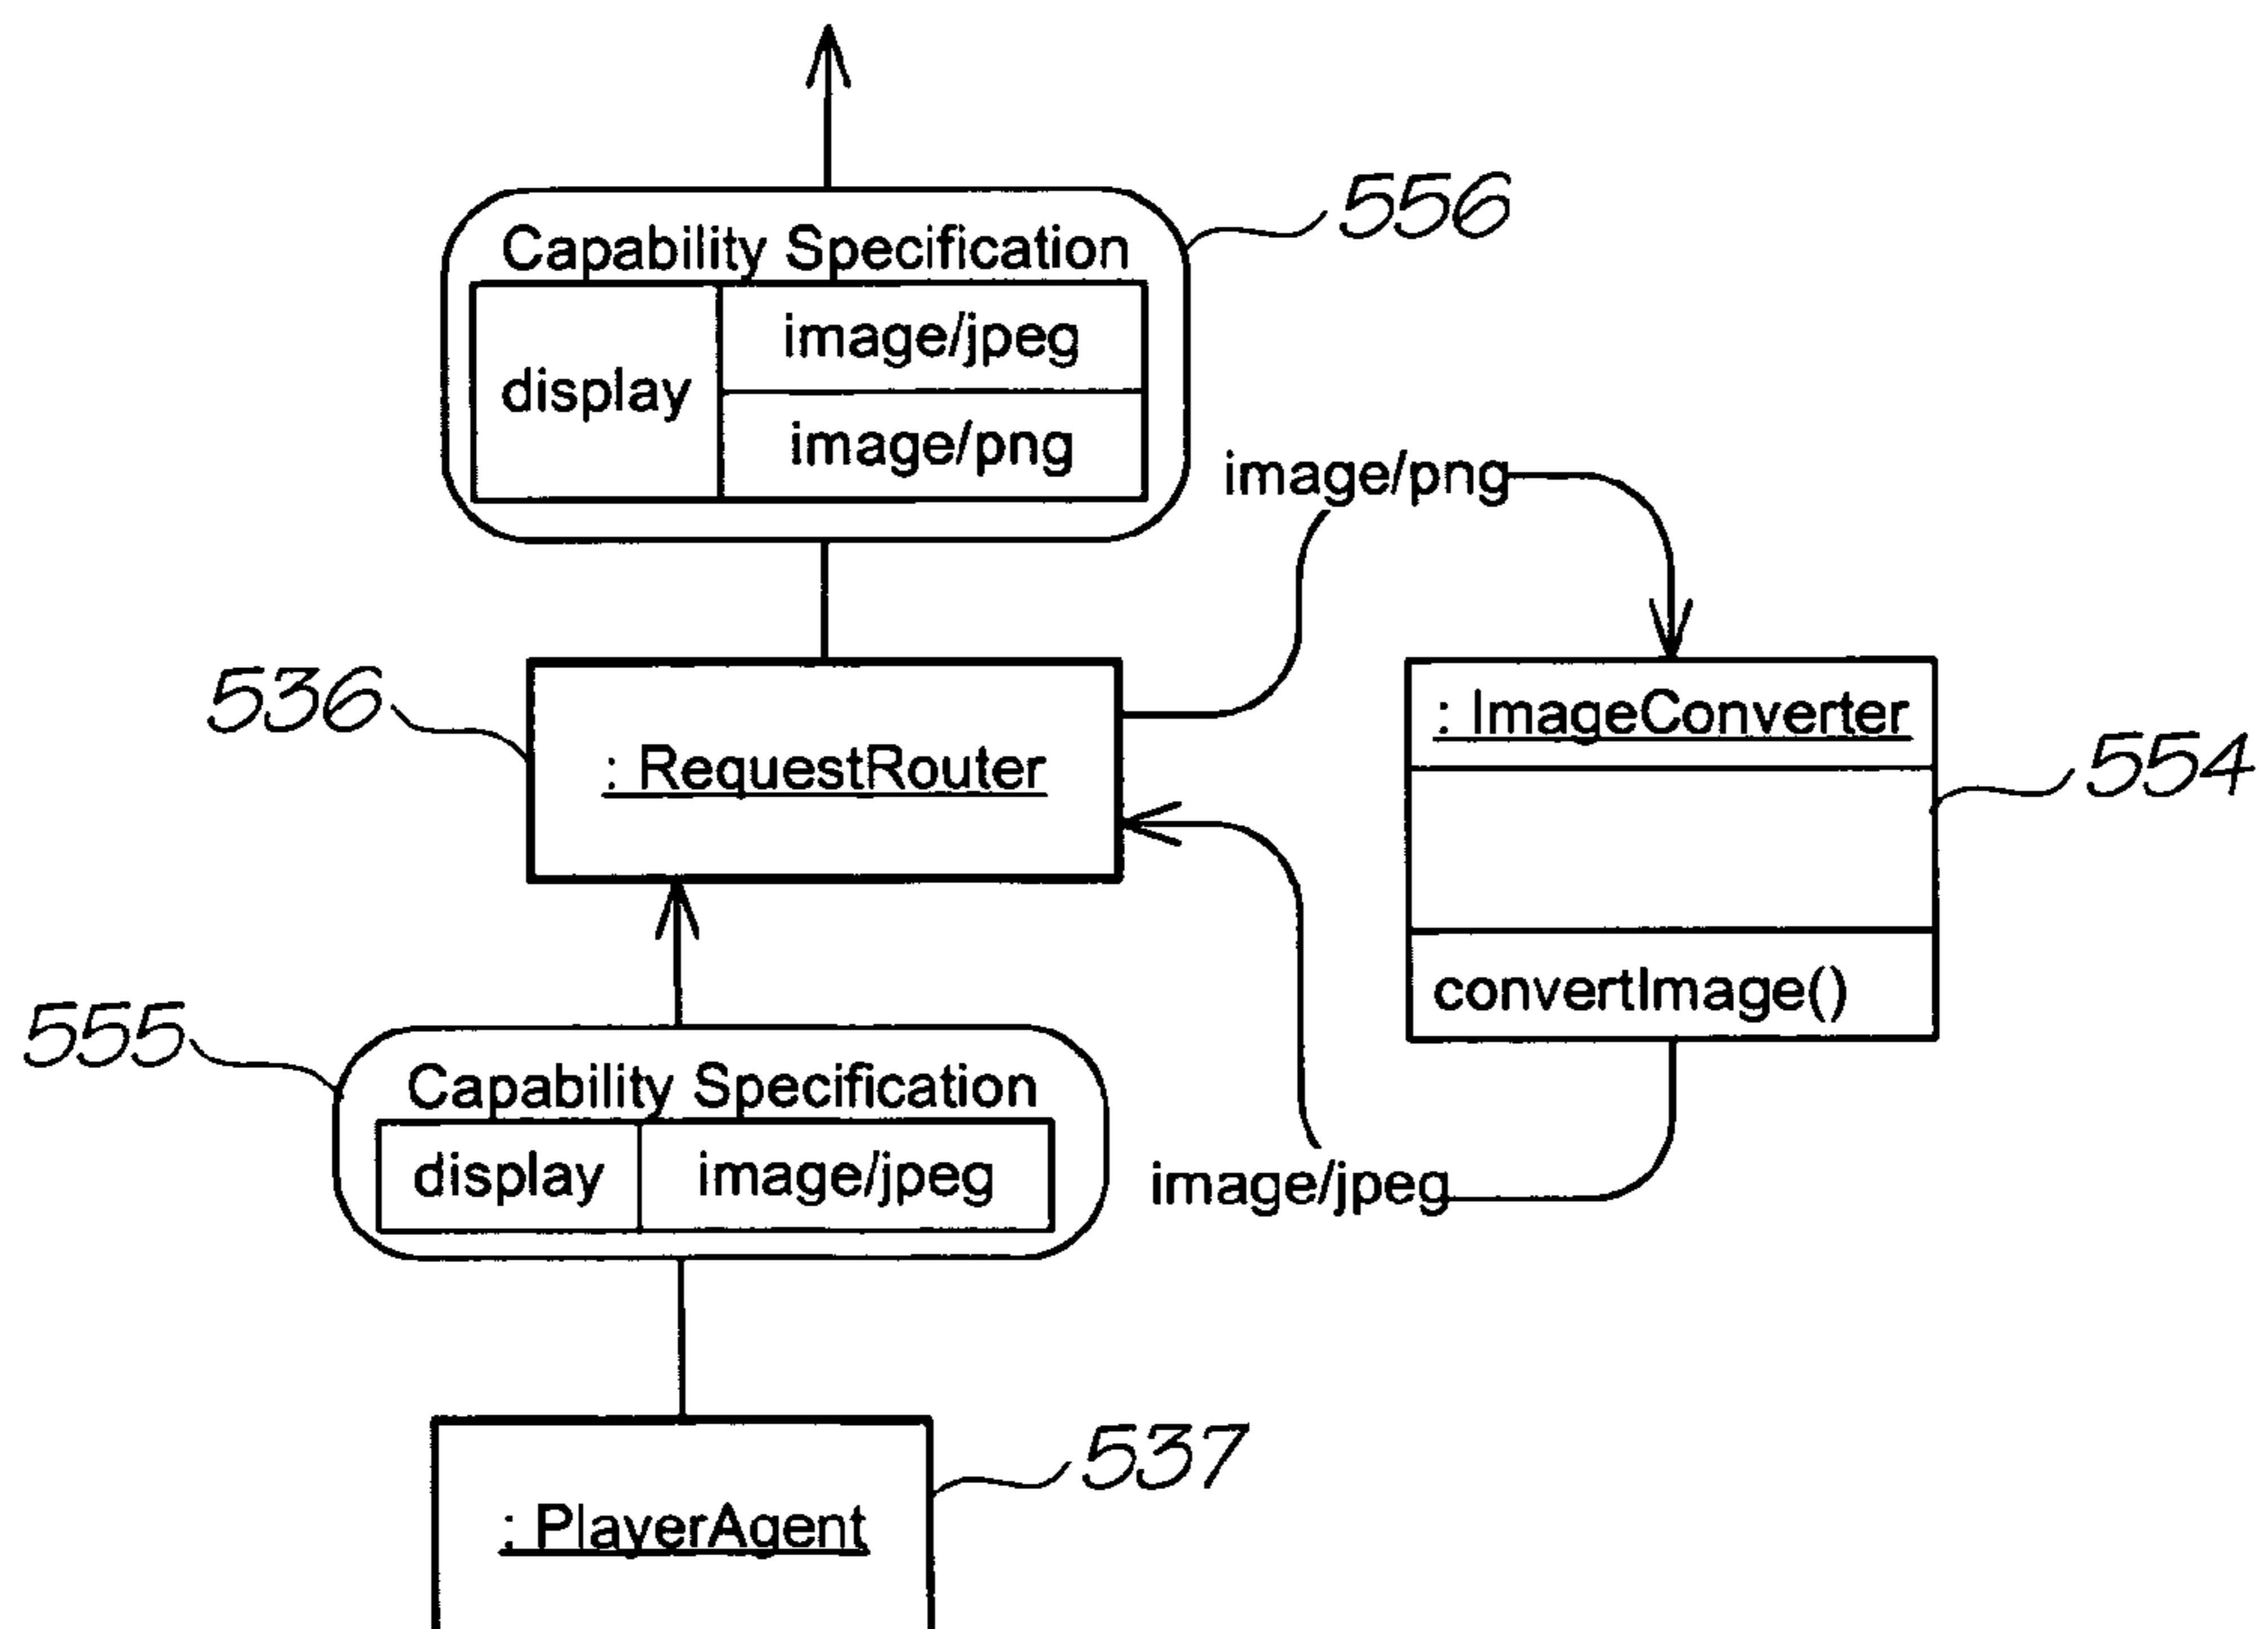 556
Capability Specification
image/jpeg
display
image/png
image/png
536
: RequestRouter
: ImageConverter
554
convertImage()
555
Capability Specification
display image/jpeg
image/jpeg
537
: PlayerAgent